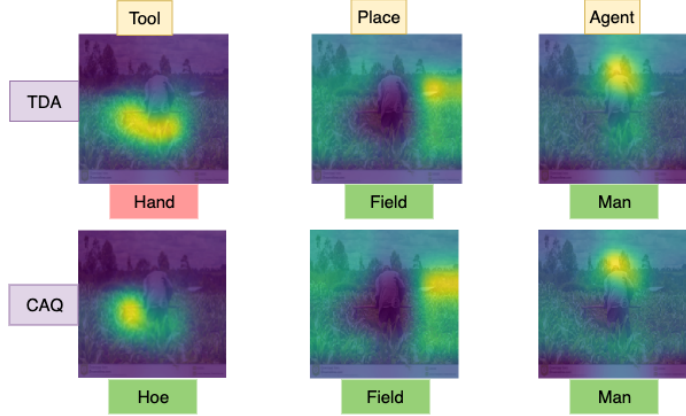 Tool Place Agent
TDA
Hand Field Man
CAQ
Hoe Field Man